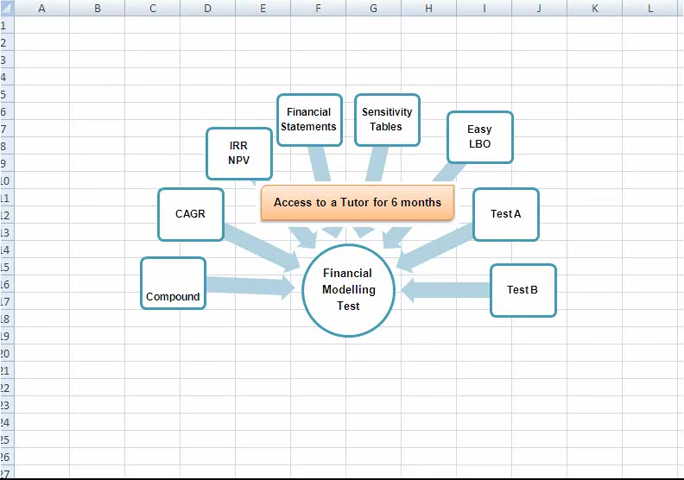 A B C D E F G H I J K L
1
2
3
4
5
6
7
8
9
10
11
12
13
14
15
16
17
18
19
20
21
22
23
24
25
26
27
Financial
Statements
Sensitivity
Tables
Easy
LBO
IRR
NPV
Access to a Tutor for 6 months
CAGR
Test A
Compound
Financial
Modelling
Test
Test B